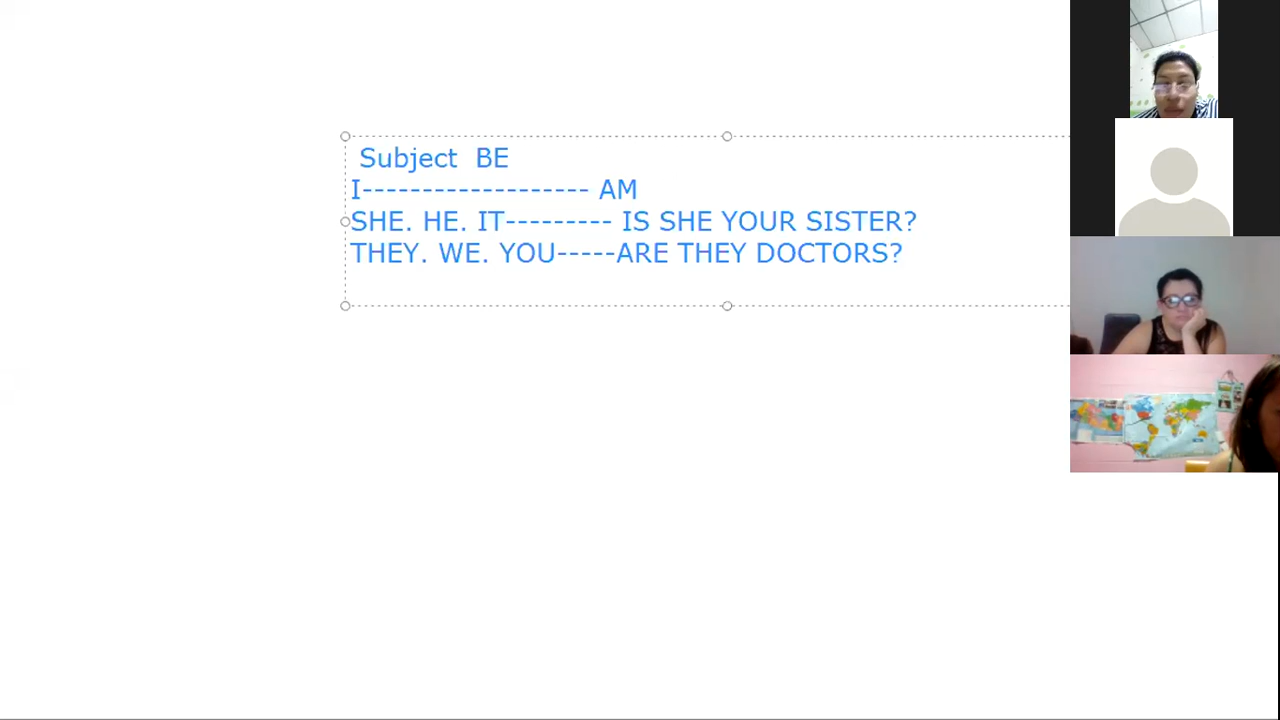 Subject BE
I------------------- AM
SHE. HE. IT--------- IS SHE YOUR SISTER?
THEY. WE. YOU-----ARE THEY DOCTORS?